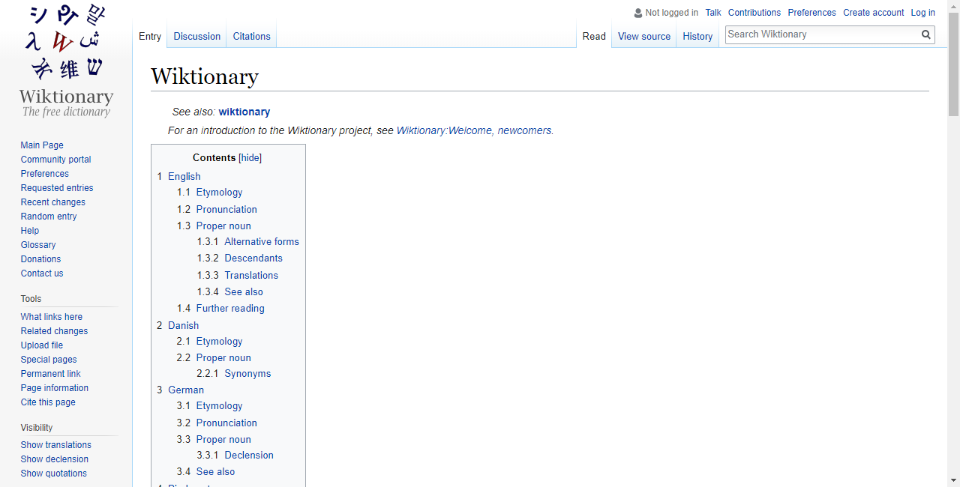 Not logged in Talk Contributions Preferences Create account Log in
Entry Discussion Citations
Read View source History
Search Wiktionary
Wiktionary
The free dictionary
Main Page
Community portal
Preferences
Requested entries
Recent changes
Random entry
Help
Glossary
Donations
Contact us
Tools
What links here
Related changes
Upload file
Special pages
Permanent link
Page information
Cite this page
Visibility
Show translations
Show declension
Show quotations
Wiktionary
See also: wiktionary
For an introduction to the Wiktionary project, see Wiktionary:Welcome, newcomers.
Contents [hide]
1 English
1.1 Etymology
1.2 Pronunciation
1.3 Proper noun
1.3.1 Alternative forms
1.3.2 Descendants
1.3.3 Translations
1.3.4 See also
1.4 Further reading
2 Danish
2.1 Etymology
2.2 Proper noun
2.2.1 Synonyms
3 German
3.1 Etymology
3.2 Pronunciation
3.3 Proper noun
3.3.1 Declension
3.4 See also